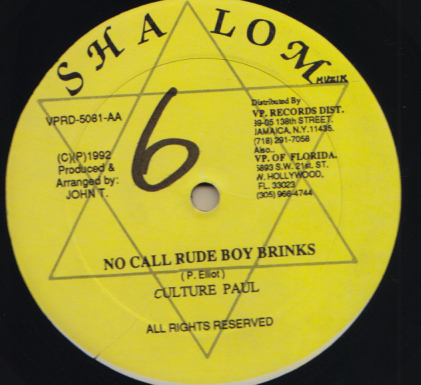 SHALOM
MUZIK
VPRD-5081-AA
6
(C)(P)1992
Produced &
Arranged by:
JOHN T.
Distributed By
VP. RECORDS DIST.
89-05 138th STREET.
JAMAICA, N.Y. 11435.
(718) 291-7058
Also..
VP. OF FLORIDA.
5893 S.W. 21st. ST.
W. HOLLYWOOD,
FL. 33023
(305) 966-4744
NO CALL RUDE BOY BRINKS
(P. Elliot)
CULTURE PAUL
ALL RIGHTS RESERVED